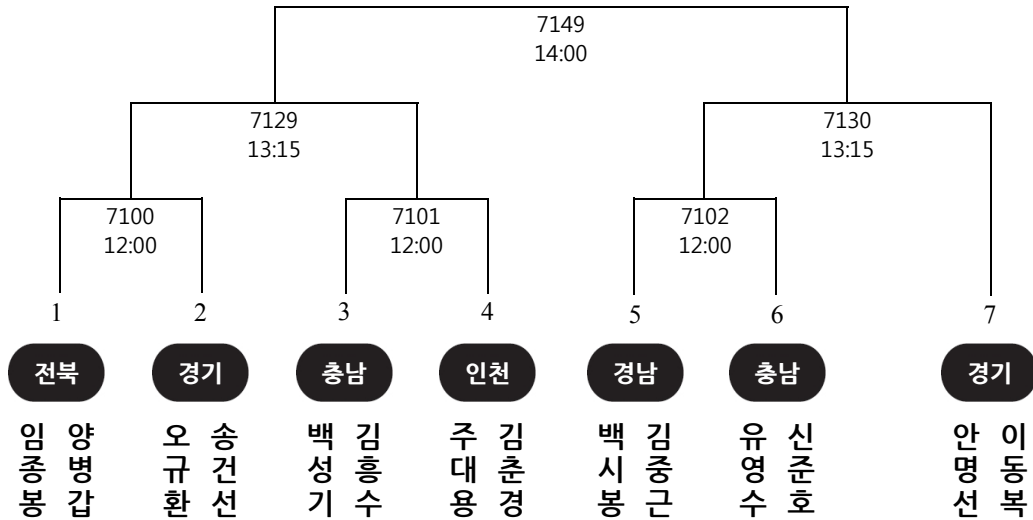 7149
14:00
7129
13:15
7130
13:15
7100
12:00
7101
12:00
7102
12:00
1 2 3 4 5 6 7
전북 경기 충남 인천 경남 충남 경기
임종봉 양병갑
오규환 송건선
백성기 김흥수
주대용 김춘경
백시봉 김중근
유영수 신준호
안명선 이동복